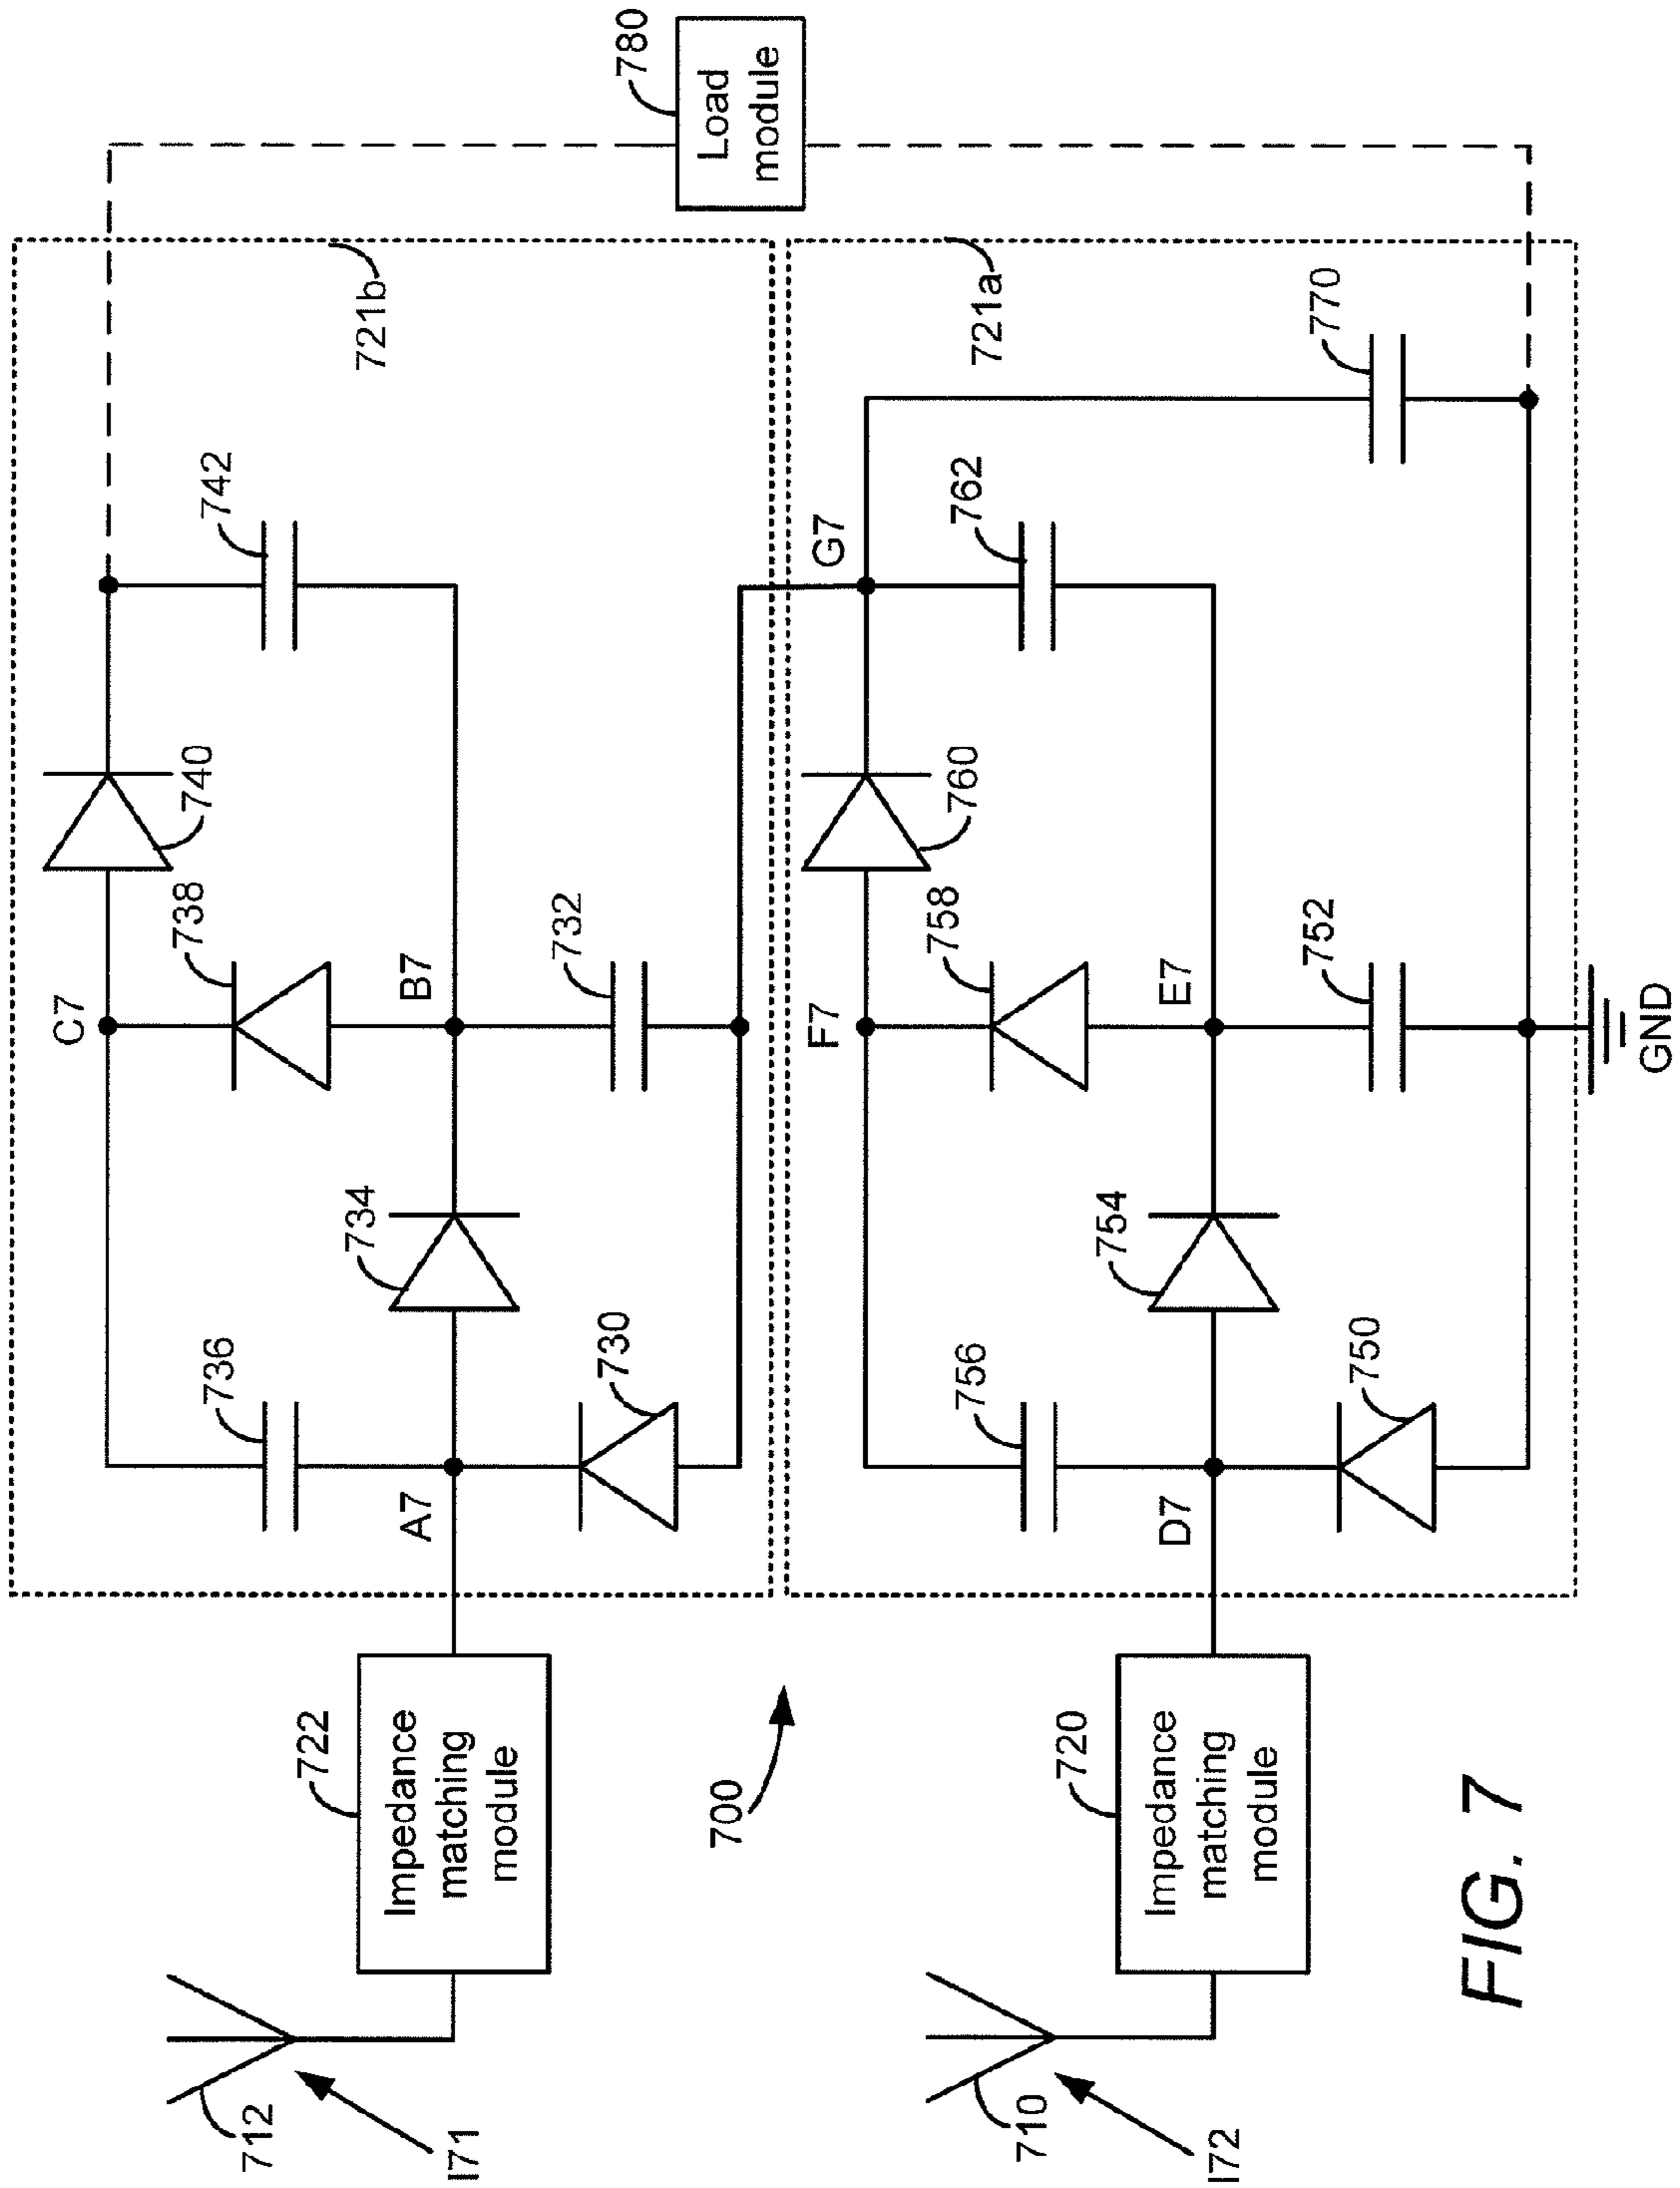 780
Load
module
721b
721a
770
742
762
G7
740
760
738
758
C7
B7
732
F7
E7
752
GND
734
754
736
730
756
750
A7
D7
722
Impedance
matching
module
700
720
Impedance
matching
module
712
I71
710
I72
FIG. 7